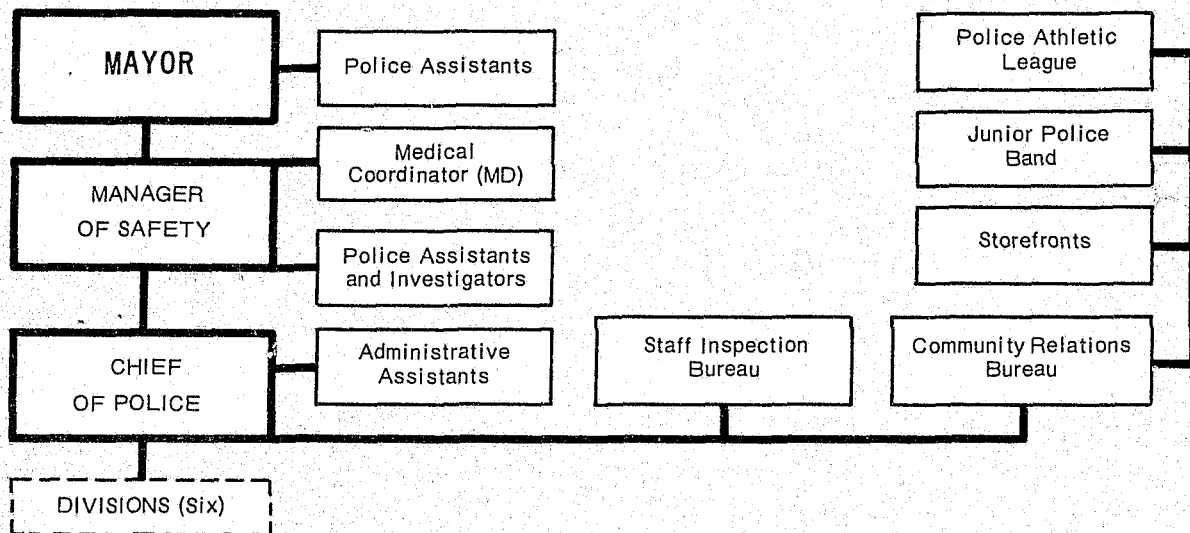 MAYOR
Police Assistants
Medical
Coordinator (MD)
MANAGER
OF SAFETY
Police Assistants
and Investigators
CHIEF
OF POLICE
Administrative
Assistants
DIVISIONS (Six)
Staff Inspection
Bureau
Police Athletic
League
Junior Police
Band
Storefronts
Community Relations
Bureau